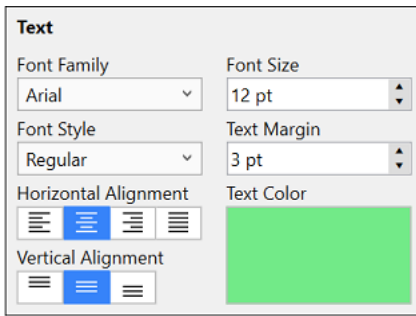 Text
Font Family Font Size
Arial 12 pt
Font Style Text Margin
Regular 3 pt
Horizontal Alignment Text Color
Vertical Alignment